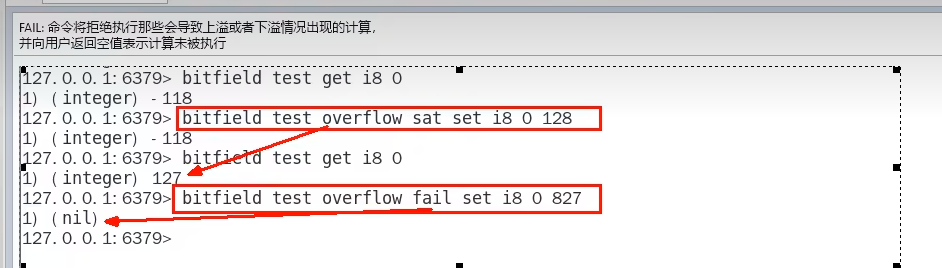 FAIL: 命令将拒绝执行那些会导致上溢或者下溢情况出现的计算，
并向用户返回空值表示计算未被执行
127.0.0.1:6379> bitfield test get i8 0
1) (integer) -118
127.0.0.1:6379> bitfield test overflow sat set i8 0 128
1) (integer) -118
127.0.0.1:6379> bitfield test get i8 0
1) (integer) 127
127.0.0.1:6379> bitfield test overflow fail set i8 0 827
1) (nil)
127.0.0.1:6379>